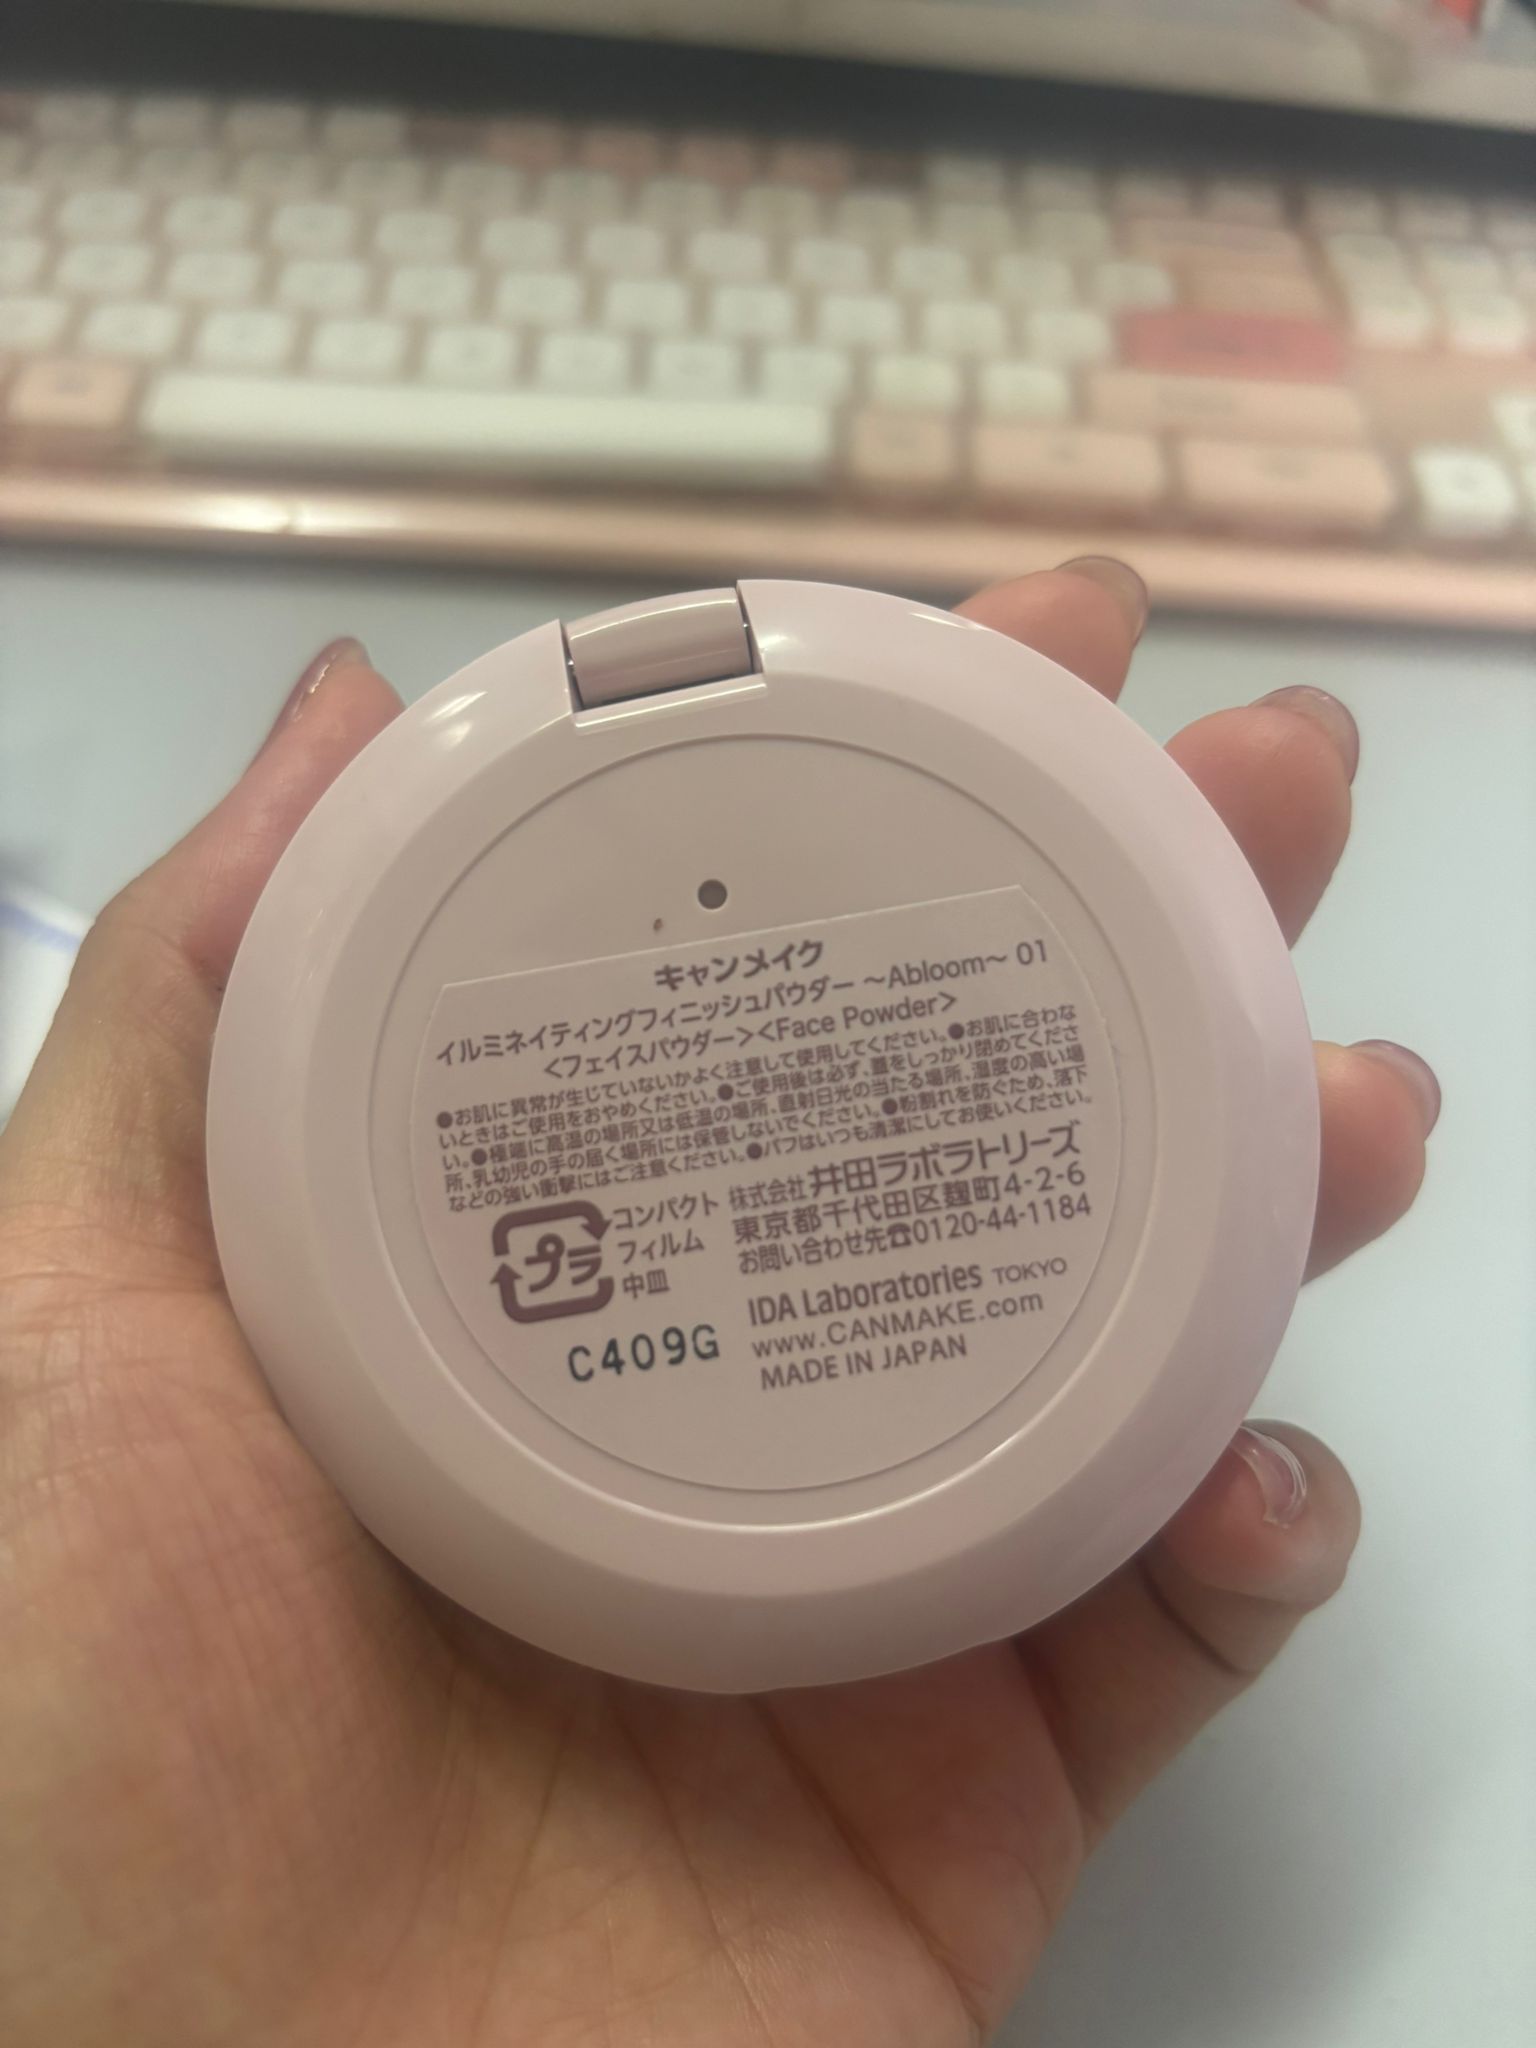 キャンメイク
イルミネイティングフィニッシュパウダー ～Abloom～ 01
<フェイスパウダー><Face Powder>
●お肌に異常が生じていないかよく注意して使用してください。●お肌に合わな
いときはご使用をおやめください。●ご使用後は必ず、蓋をしっかり閉めてくださ
い。●極端に高温の場所又は低温の場所、直射日光の当たる場所、湿度の高い場
所、乳幼児の手の届く場所には保管しないでください。●粉割れを防ぐため、落下
などの強い衝撃にはご注意ください。●パフはいつも清潔にしてお使いください。
プラ
コンパクト
フィルム
中皿
株式会社 井田ラボラトリーズ
東京都千代田区麹町4-2-6
お問い合わせ先☎0120-44-1184
IDA Laboratories TOKYO
www.CANMAKE.com
MADE IN JAPAN
C409G